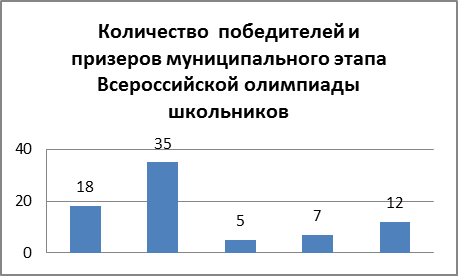 Количество победителей и
призеров муниципального этапа
Всероссийской олимпиады
школьников
40
20
0
18
35
5
7
12